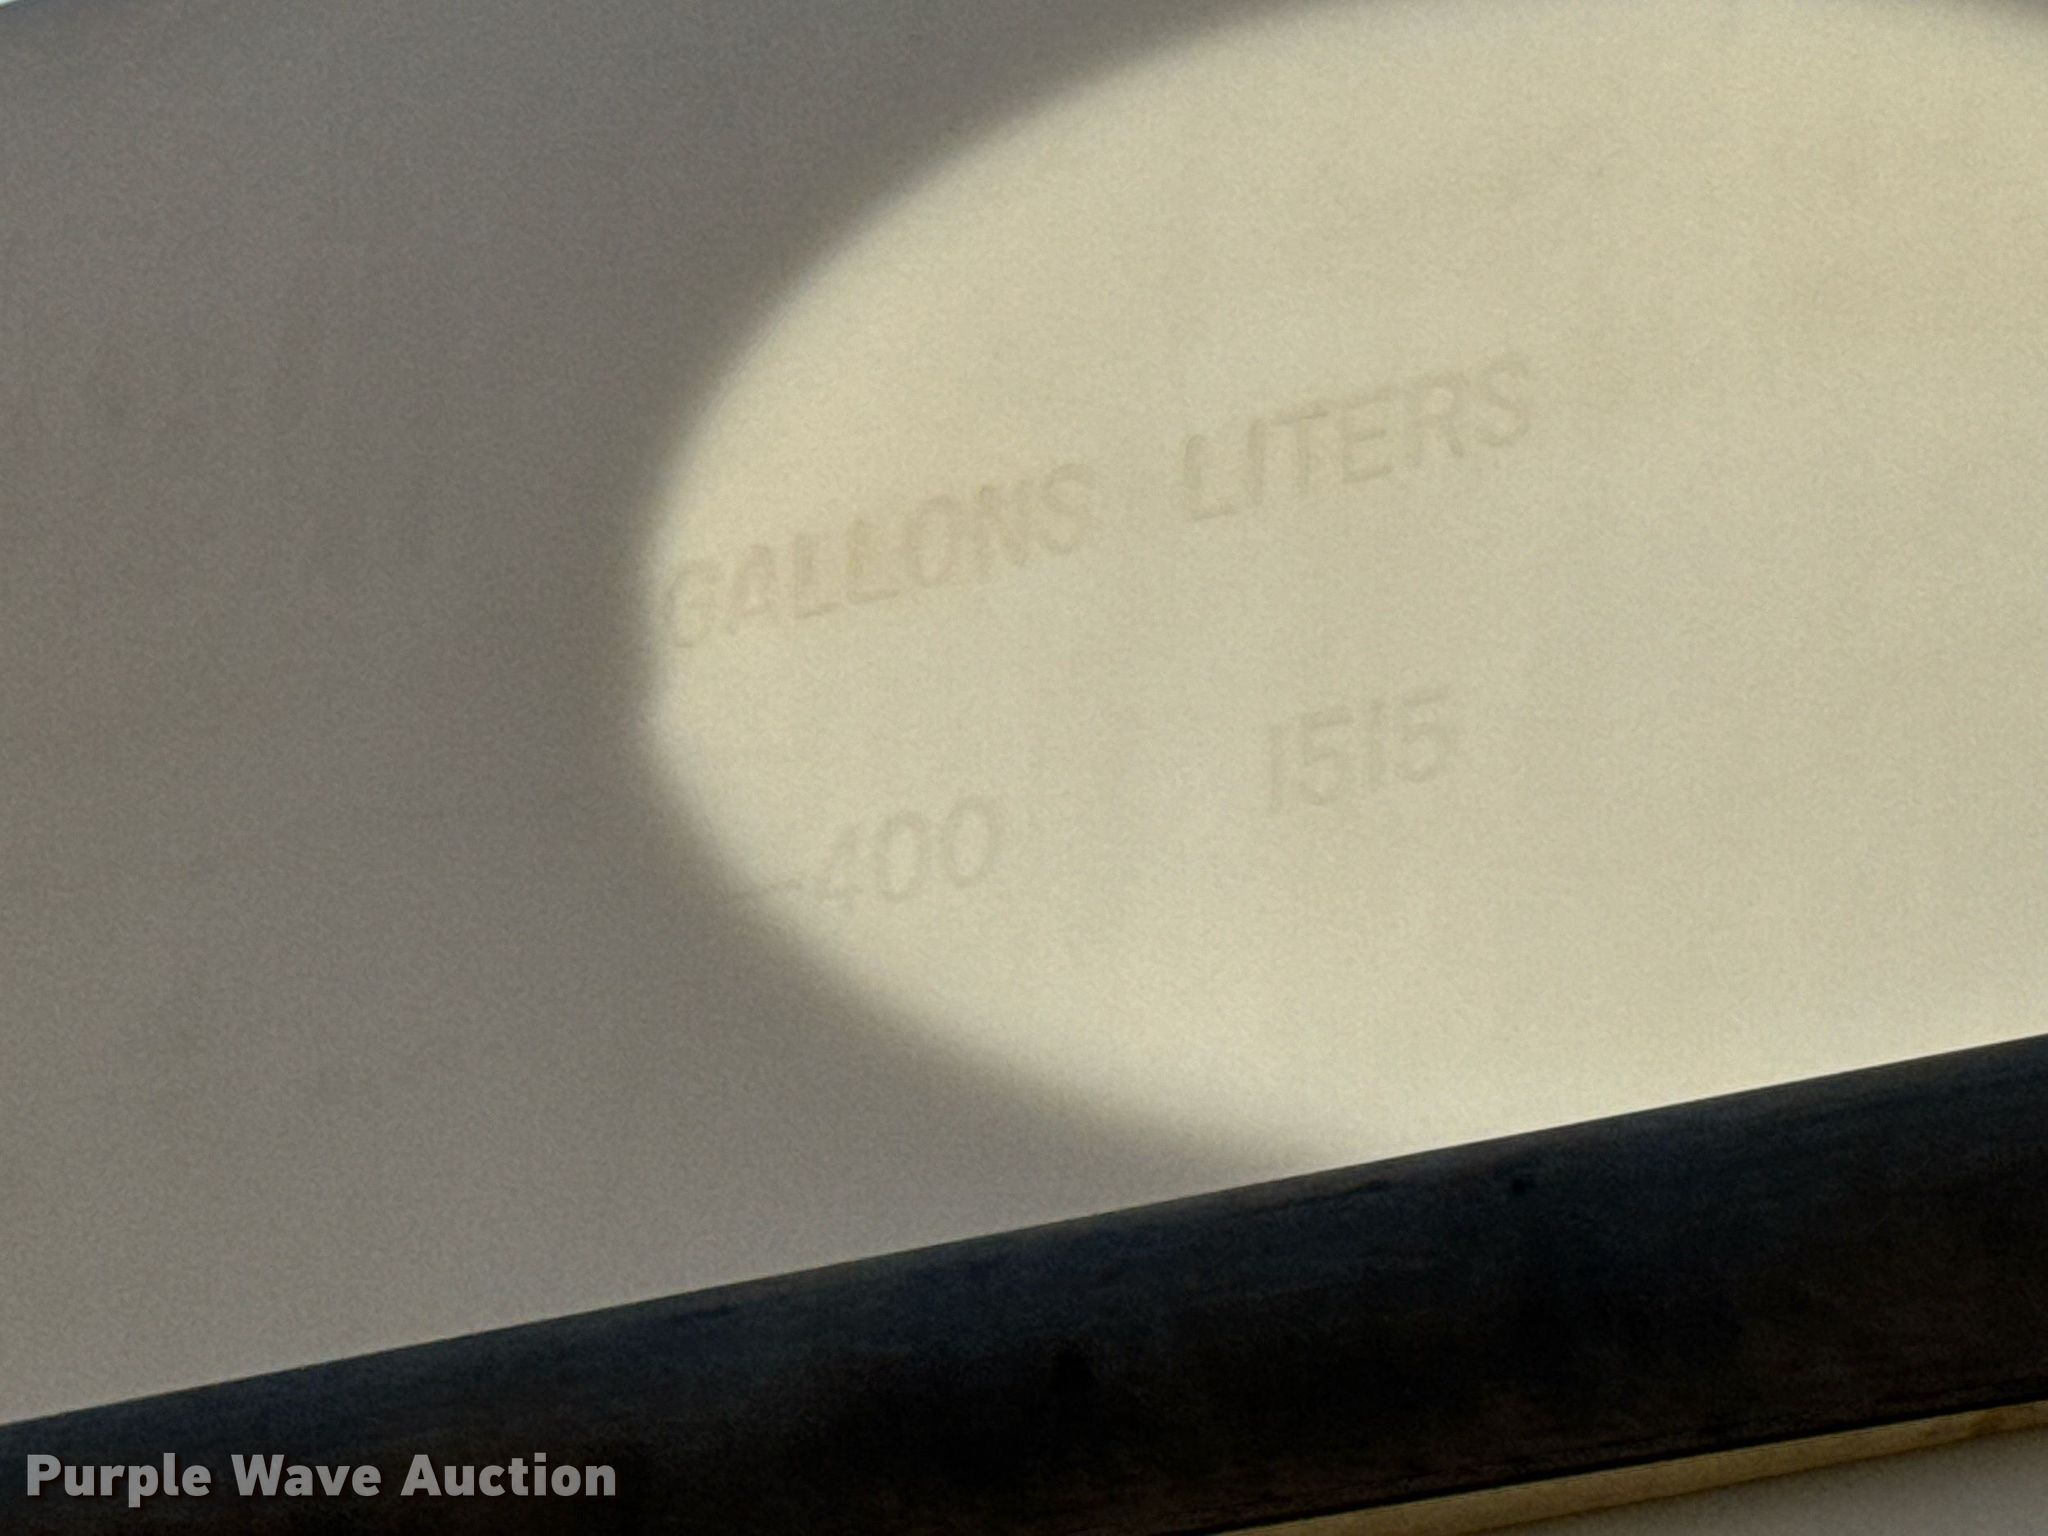 GALLONS LITERS
-400 1515
Purple Wave Auction